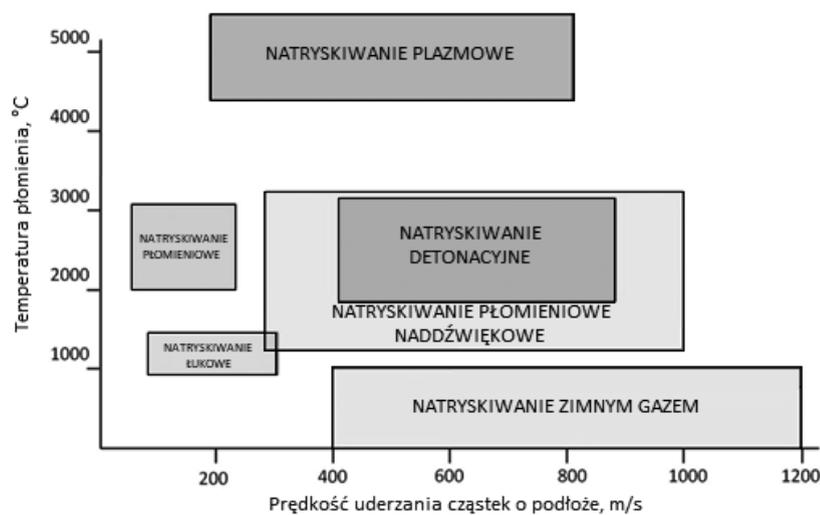 5000
4000
3000
2000
1000
Temperatura płomienia, °C
NATRYSKIWANIE PLAZMOWE
NATRYSKIWANIE
PŁOMIENIOWE
NATRYSKIWANIE
DETONACYJNE
NATRYSKIWANIE PŁOMIENIOWE
NADDŹWIĘKOWE
NATRYSKIWANIE
ŁUKOWE
NATRYSKIWANIE ZIMNYM GAZEM
200
400
600
800
1000
1200
Prędkość uderzania cząstek o podłoże, m/s